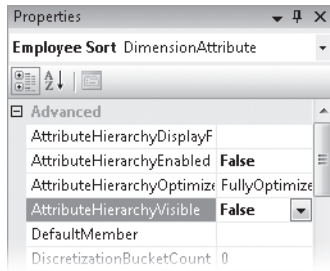 Properties
Employee Sort DimensionAttribute
Advanced
AttributeHierarchyDisplayF
AttributeHierarchyEnabled False
AttributeHierarchyOptimize FullyOptimize
AttributeHierarchyVisible False
DefaultMember
DiscretizationBucketCount 0